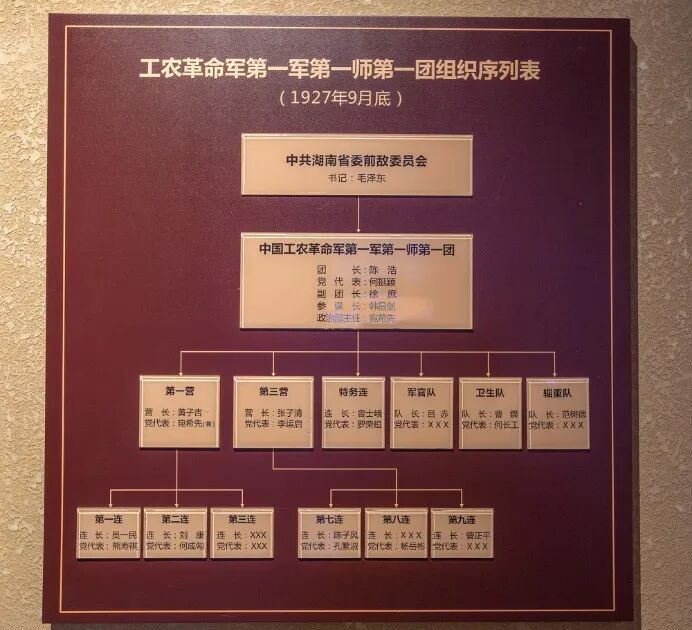 工农革命军第一军第一师第一团组织序列表
（1927年9月底）
中共湖南省委前敌委员会
书记：毛泽东
中国工农革命军第一军第一师第一团
团 长：陈 浩
党 代 表：何挺颖
副 团 长：徐 庶
参 谋 长：韩昌剑
政治部主任：宛希先
第一营
营 长：黄子吉
党代表：宛希先(兼)
第三营
营 长：张子清
党代表：李运启
特务连
连 长：曾士峨
党代表：罗荣桓
军官队
队 长：吕 赤
党代表：XXX
卫生队
队 长：曹 嵘
党代表：何长工
辎重队
队 长：范树德
党代表：XXX
第一连
连 长：员一民
党代表：熊寿祺
第二连
连 长：刘 康
党代表：何成匈
第三连
连 长：XXX
党代表：XXX
第七连
连 长：陈子风
党代表：孔繁淑
第八连
连 长：XXX
党代表：杨岳彬
第九连
连 长：曾正平
党代表：XXX